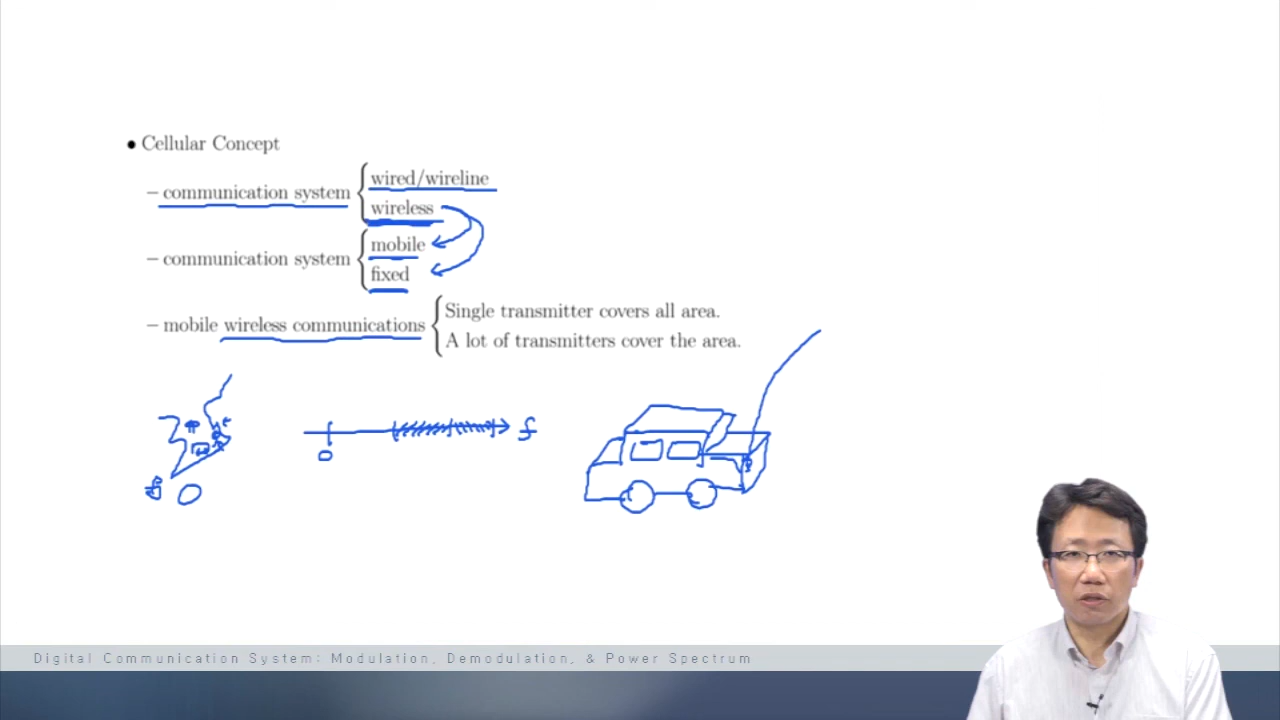 • Cellular Concept
– communication system { wired/wireline
wireless
– communication system { mobile
fixed
– mobile wireless communications { Single transmitter covers all area.
A lot of transmitters cover the area.
0
f
Digital Communication System: Modulation, Demodulation, & Power Spectrum